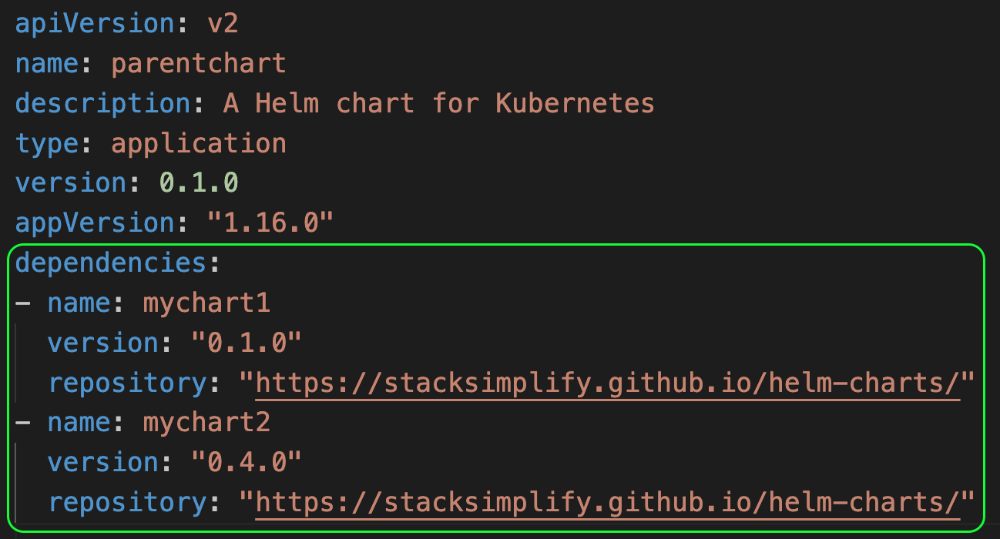 apiVersion: v2
name: parentchart
description: A Helm chart for Kubernetes
type: application
version: 0.1.0
appVersion: "1.16.0"
dependencies:
- name: mychart1
  version: "0.1.0"
  repository: "https://stacksimplify.github.io/helm-charts/"
- name: mychart2
  version: "0.4.0"
  repository: "https://stacksimplify.github.io/helm-charts/"